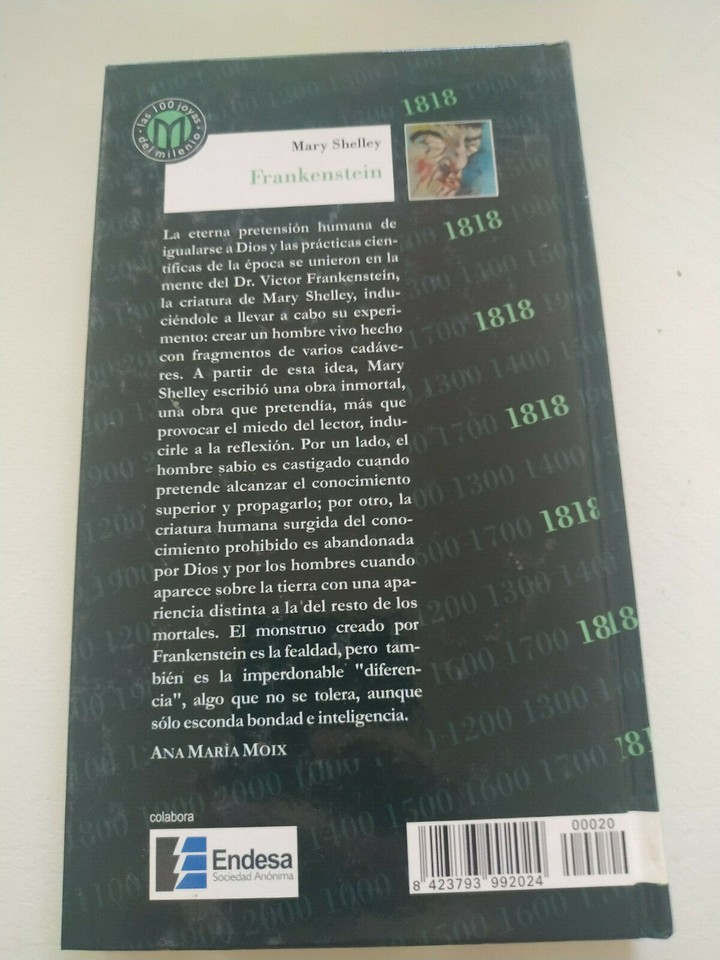 las 100 joyas del milenio
M
1818
Mary Shelley
Frankenstein
La eterna pretensión humana de
igualarse a Dios y las prácticas cien-
tíficas de la época se unieron en la
mente del Dr. Victor Frankenstein,
la criatura de Mary Shelley, indu-
ciéndole a llevar a cabo su experi-
mento: crear un hombre vivo hecho
con fragmentos de varios cadáve-
res. A partir de esta idea, Mary
Shelley escribió una obra inmortal,
una obra que pretendía, más que
provocar el miedo del lector, indu-
cirle a la reflexión. Por un lado, el
hombre sabio es castigado cuando
pretende alcanzar el conocimiento
superior y propagarlo; por otro, la
criatura humana surgida del cono-
cimiento prohibido es abandonada
por Dios y por los hombres cuando
aparece sobre la tierra con una apa-
riencia distinta a la del resto de los
mortales. El monstruo creado por
Frankenstein es la fealdad, pero tam-
bién es la imperdonable "diferen-
cia", algo que no se tolera, aunque
sólo esconda bondad e inteligencia.
ANA MARÍA MOIX
1818
1818
1818
1818
1818
181
colabora
Endesa
Sociedad Anónima
00020
8 423793 992024